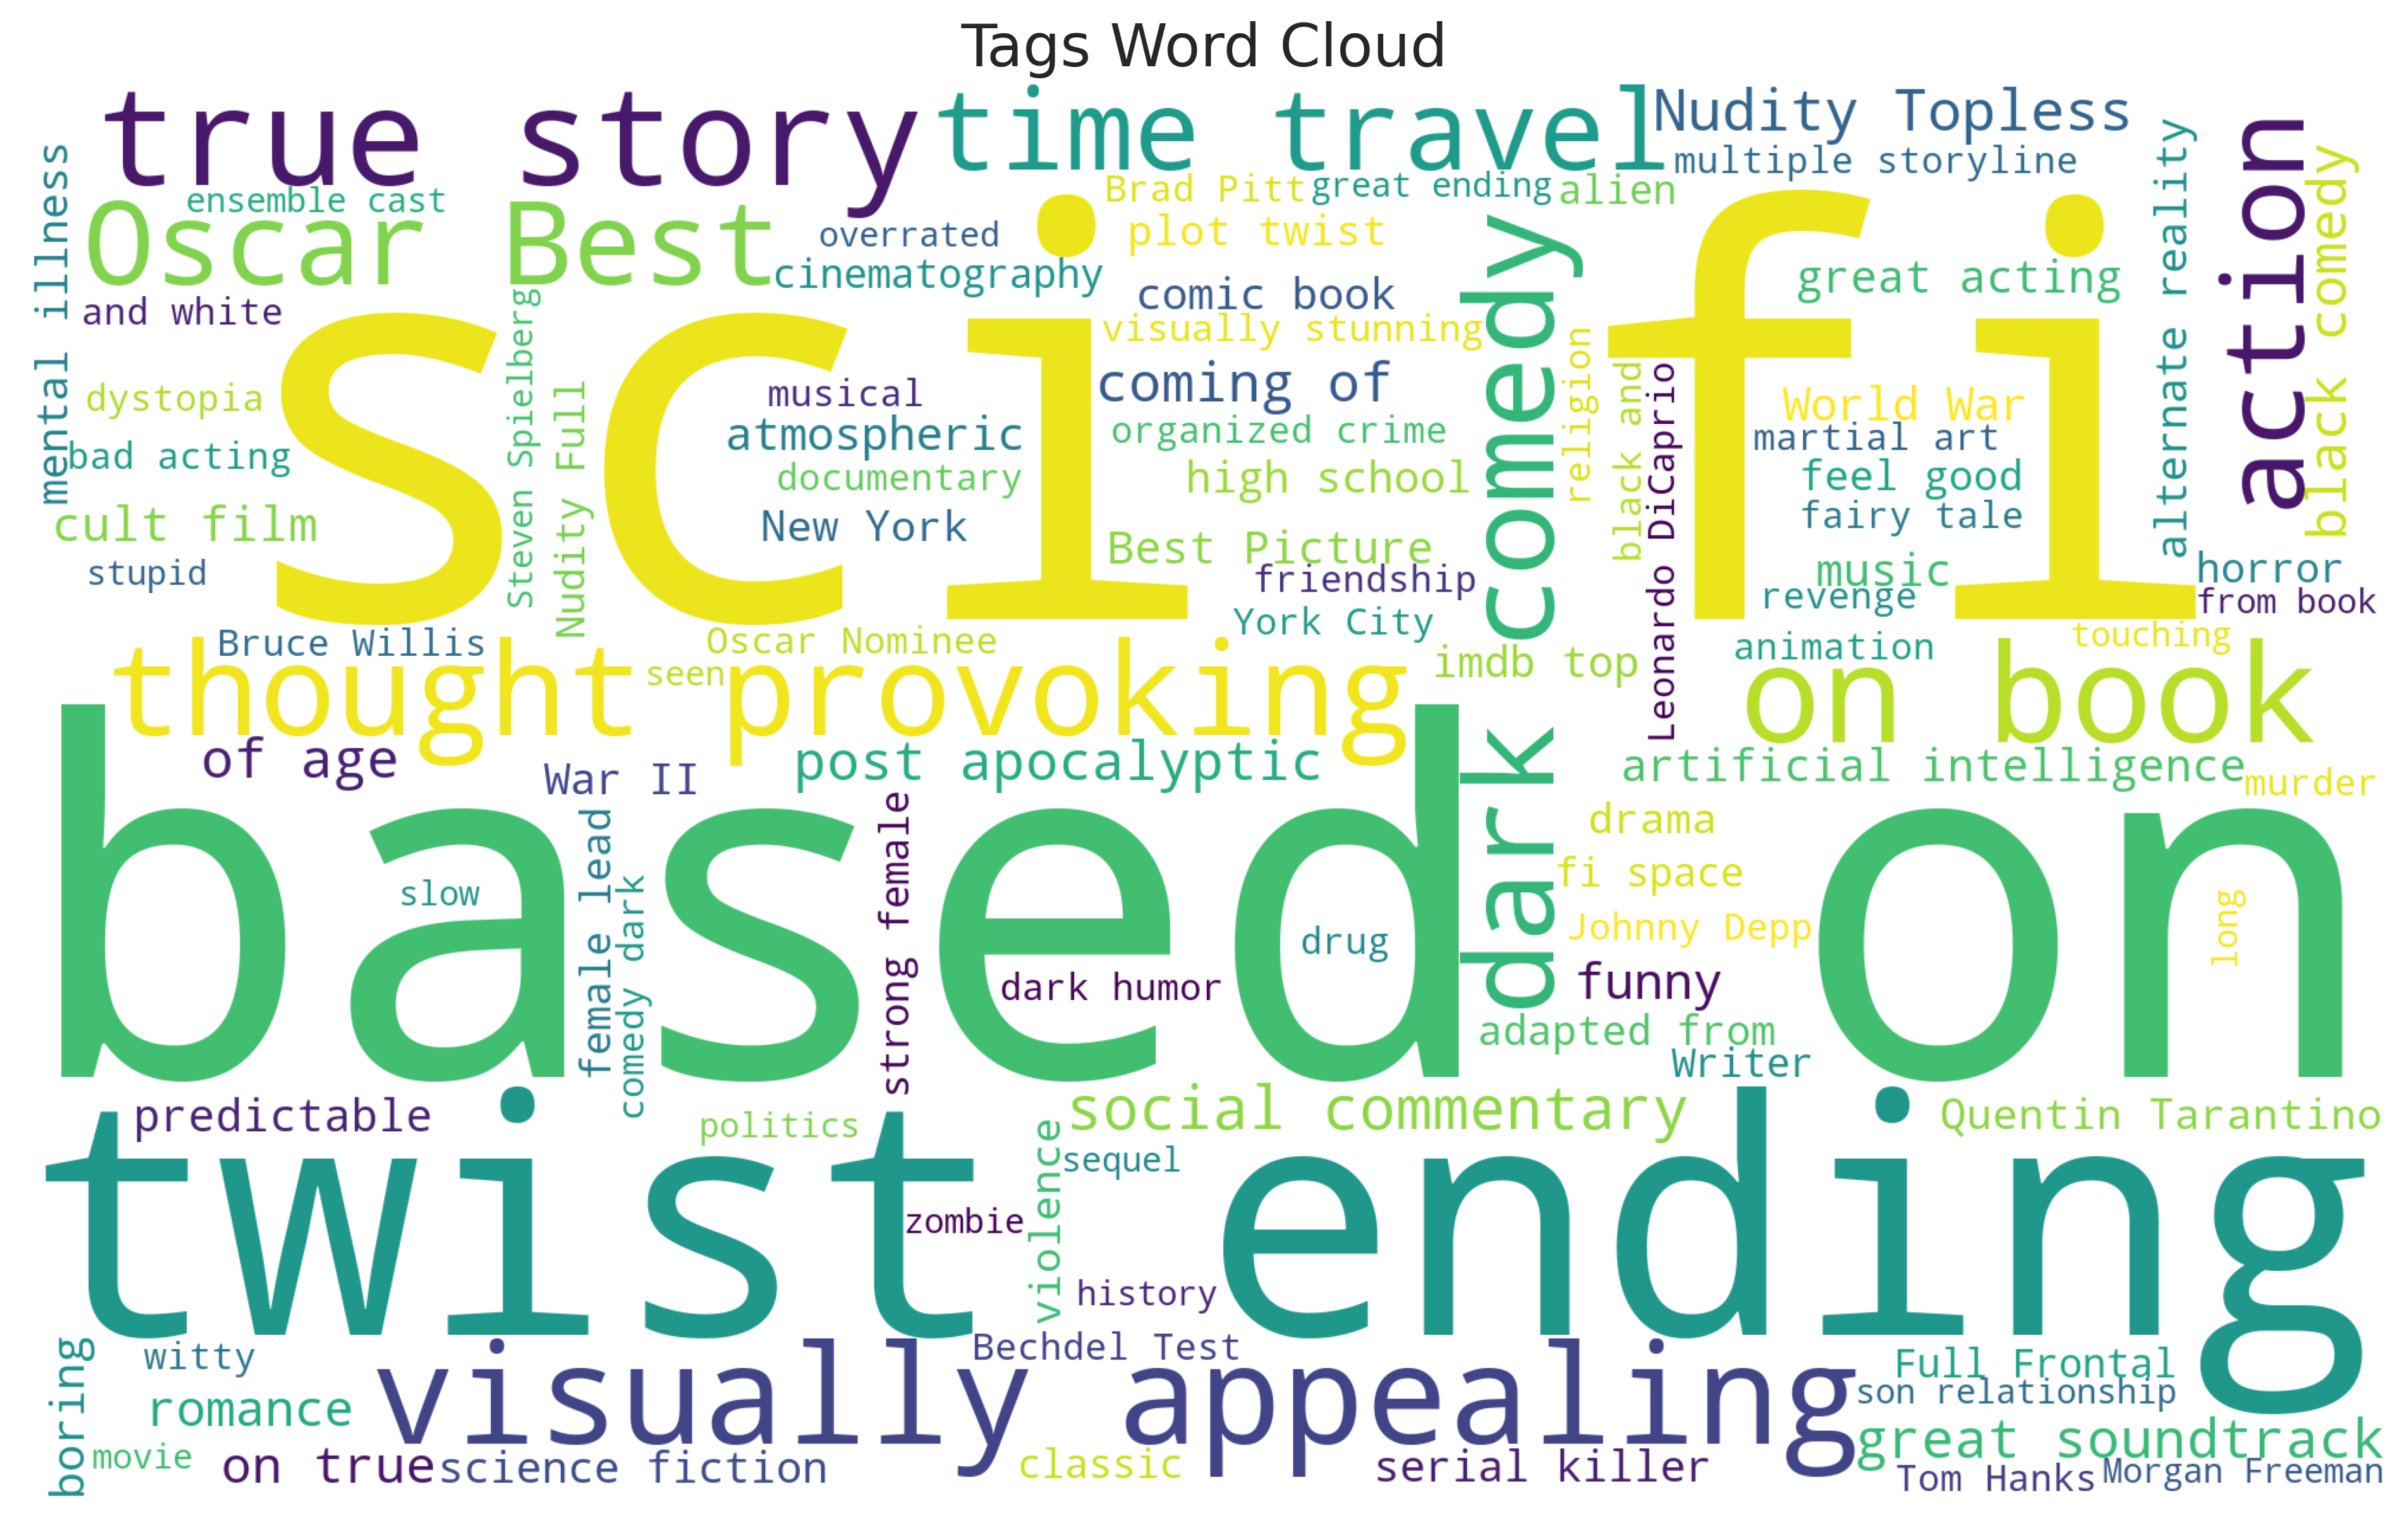 Tags Word Cloud
true story
time travel
Nudity Topless
multiple storyline
action
black comedy
alternate reality
mental illness
ensemble cast
Oscar Best
Brad Pitt
great ending
alien
overrated
plot twist
cinematography
great acting
and white
comic book
visually stunning
sci fi
dark comedy
Steven Spielberg
Nudity Full
religion
black and
Leonardo DiCaprio
dystopia
musical
coming of
World War
bad acting
atmospheric
organized crime
martial art
documentary
high school
feel good
cult film
New York
fairy tale
Best Picture
stupid
friendship
music
horror
revenge
from book
York City
Bruce Willis
Oscar Nominee
animation
touching
thought provoking
seen
imdb top
on book
of age
War II
post apocalyptic
artificial intelligence
murder
based on
female lead
comedy dark
strong female
drama
slow
fi space
drug
Johnny Depp
long
dark humor
funny
adapted from
Writer
predictable
politics
social commentary
Quentin Tarantino
twist ending
violence
sequel
zombie
history
boring
witty
Bechdel Test
Full Frontal
romance
visually appealing
son relationship
movie
on true
science fiction
classic
serial killer
great soundtrack
Tom Hanks
Morgan Freeman